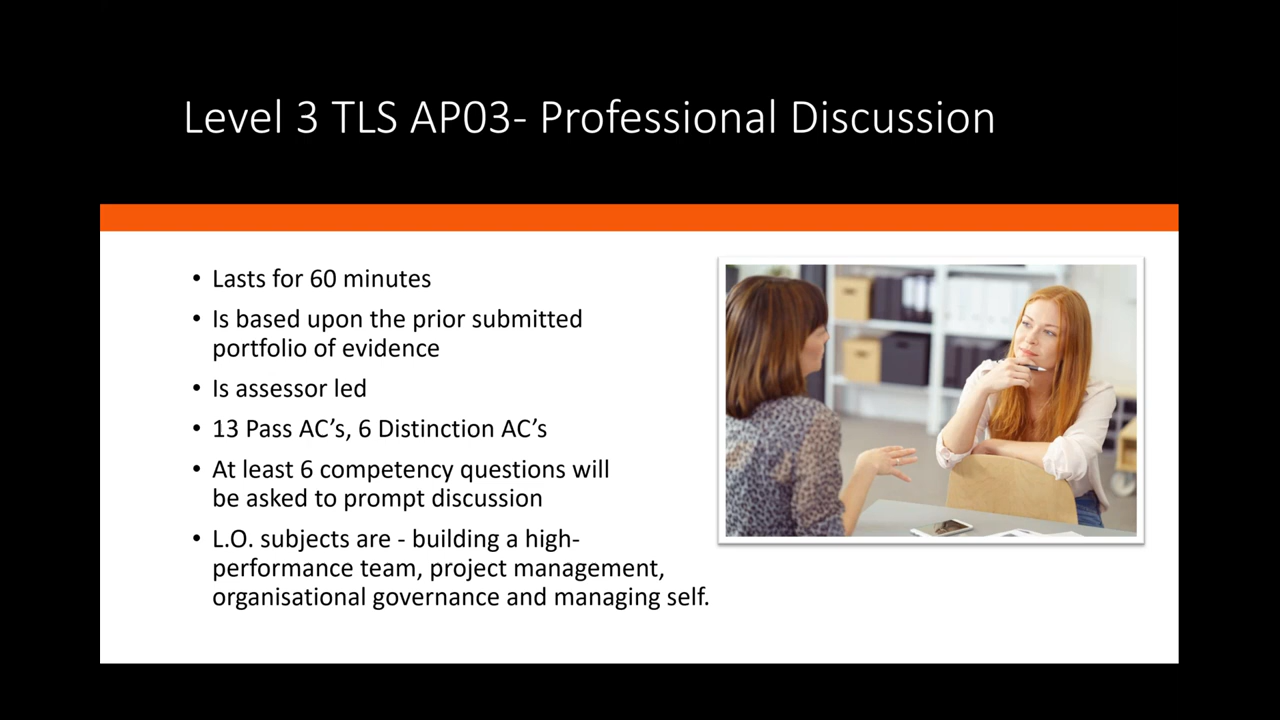 Level 3 TLS AP03- Professional Discussion
• Lasts for 60 minutes
• Is based upon the prior submitted
portfolio of evidence
• Is assessor led
• 13 Pass AC’s, 6 Distinction AC’s
• At least 6 competency questions will
be asked to prompt discussion
• L.O. subjects are - building a high-
performance team, project management,
organisational governance and managing self.